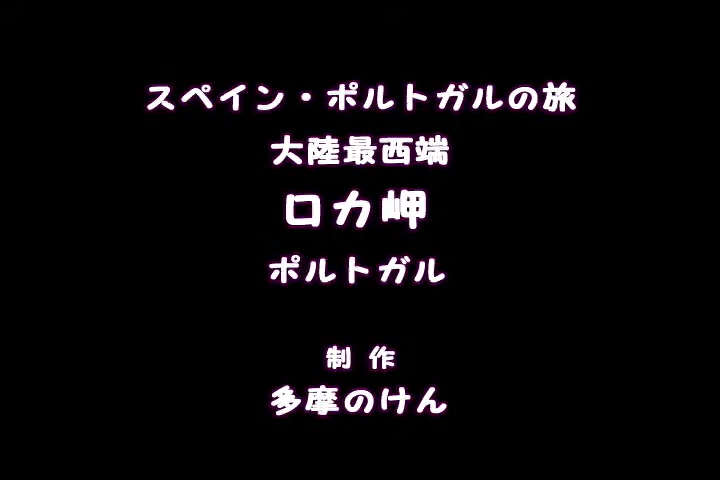 スペイン・ポルトガルの旅
大陸最西端
ロカ岬
ポルトガル
制 作
多摩のけん